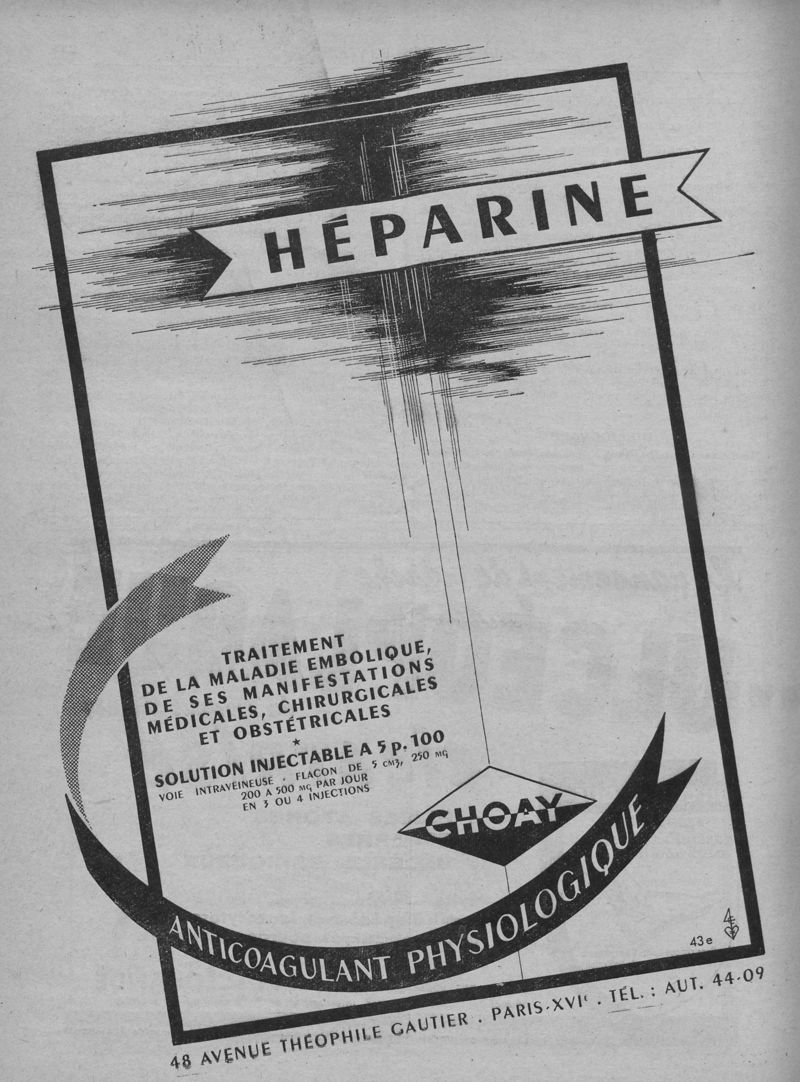 HÉPARINE
TRAITEMENT
DE LA MALADIE EMBOLIQUE,
DE SES MANIFESTATIONS
MÉDICALES, CHIRURGICALES
ET OBSTÉTRICALES
SOLUTION INJECTABLE A 5 p. 100
VOIE INTRAVEINEUSE - FLACON DE 5 CM3, 250 MG
200 A 500 MG PAR JOUR
EN 3 OU 4 INJECTIONS
CHOAY
ANTICOAGULANT PHYSIOLOGIQUE
43e
48 AVENUE THÉOPHILE GAUTIER . PARIS-XVIe . TÉL. : AUT. 44-09